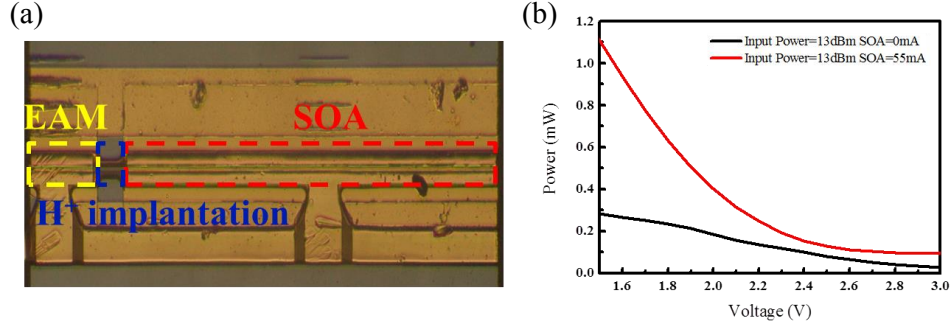 (a)
EAM
SOA
H⁺ implantation
(b)
Input Power=13dBm SOA=0mA
Input Power=13dBm SOA=55mA
1.2
1.0
0.8
0.6
0.4
0.2
0.0
Power (mW)
1.6 1.8 2.0 2.2 2.4 2.6 2.8 3.0
Voltage (V)